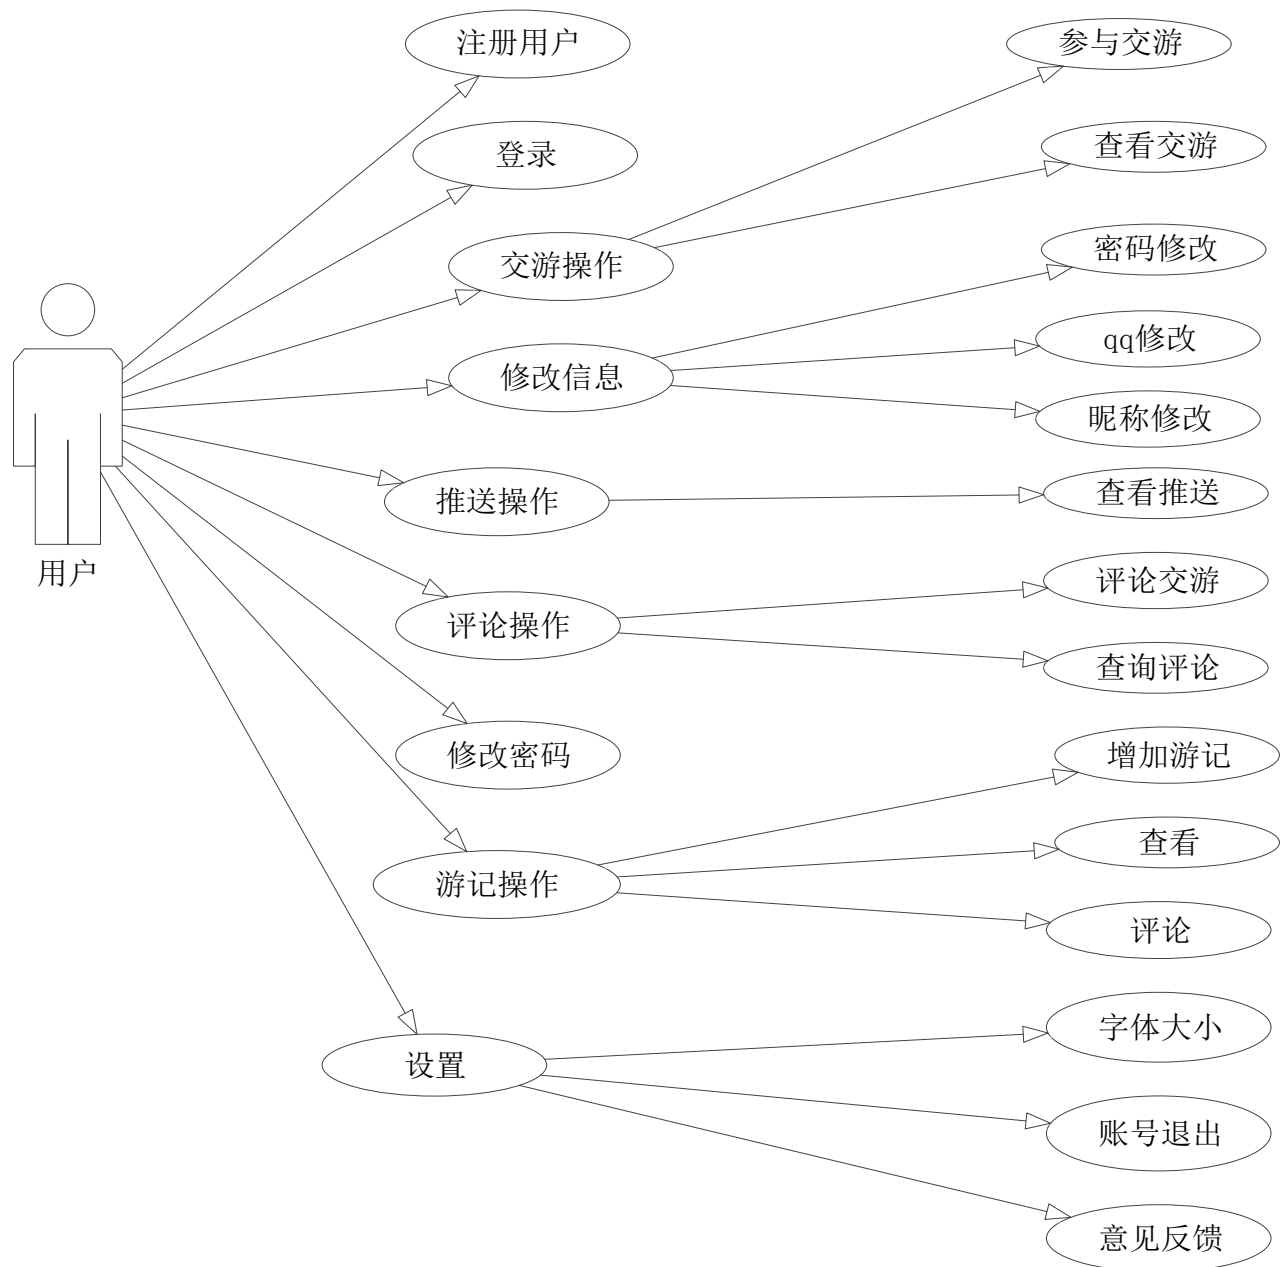 注册用户
登录
交游操作
修改信息
推送操作
评论操作
修改密码
游记操作
设置
用户
参与交游
查看交游
密码修改
qq修改
昵称修改
查看推送
评论交游
查询评论
增加游记
查看
评论
字体大小
账号退出
意见反馈